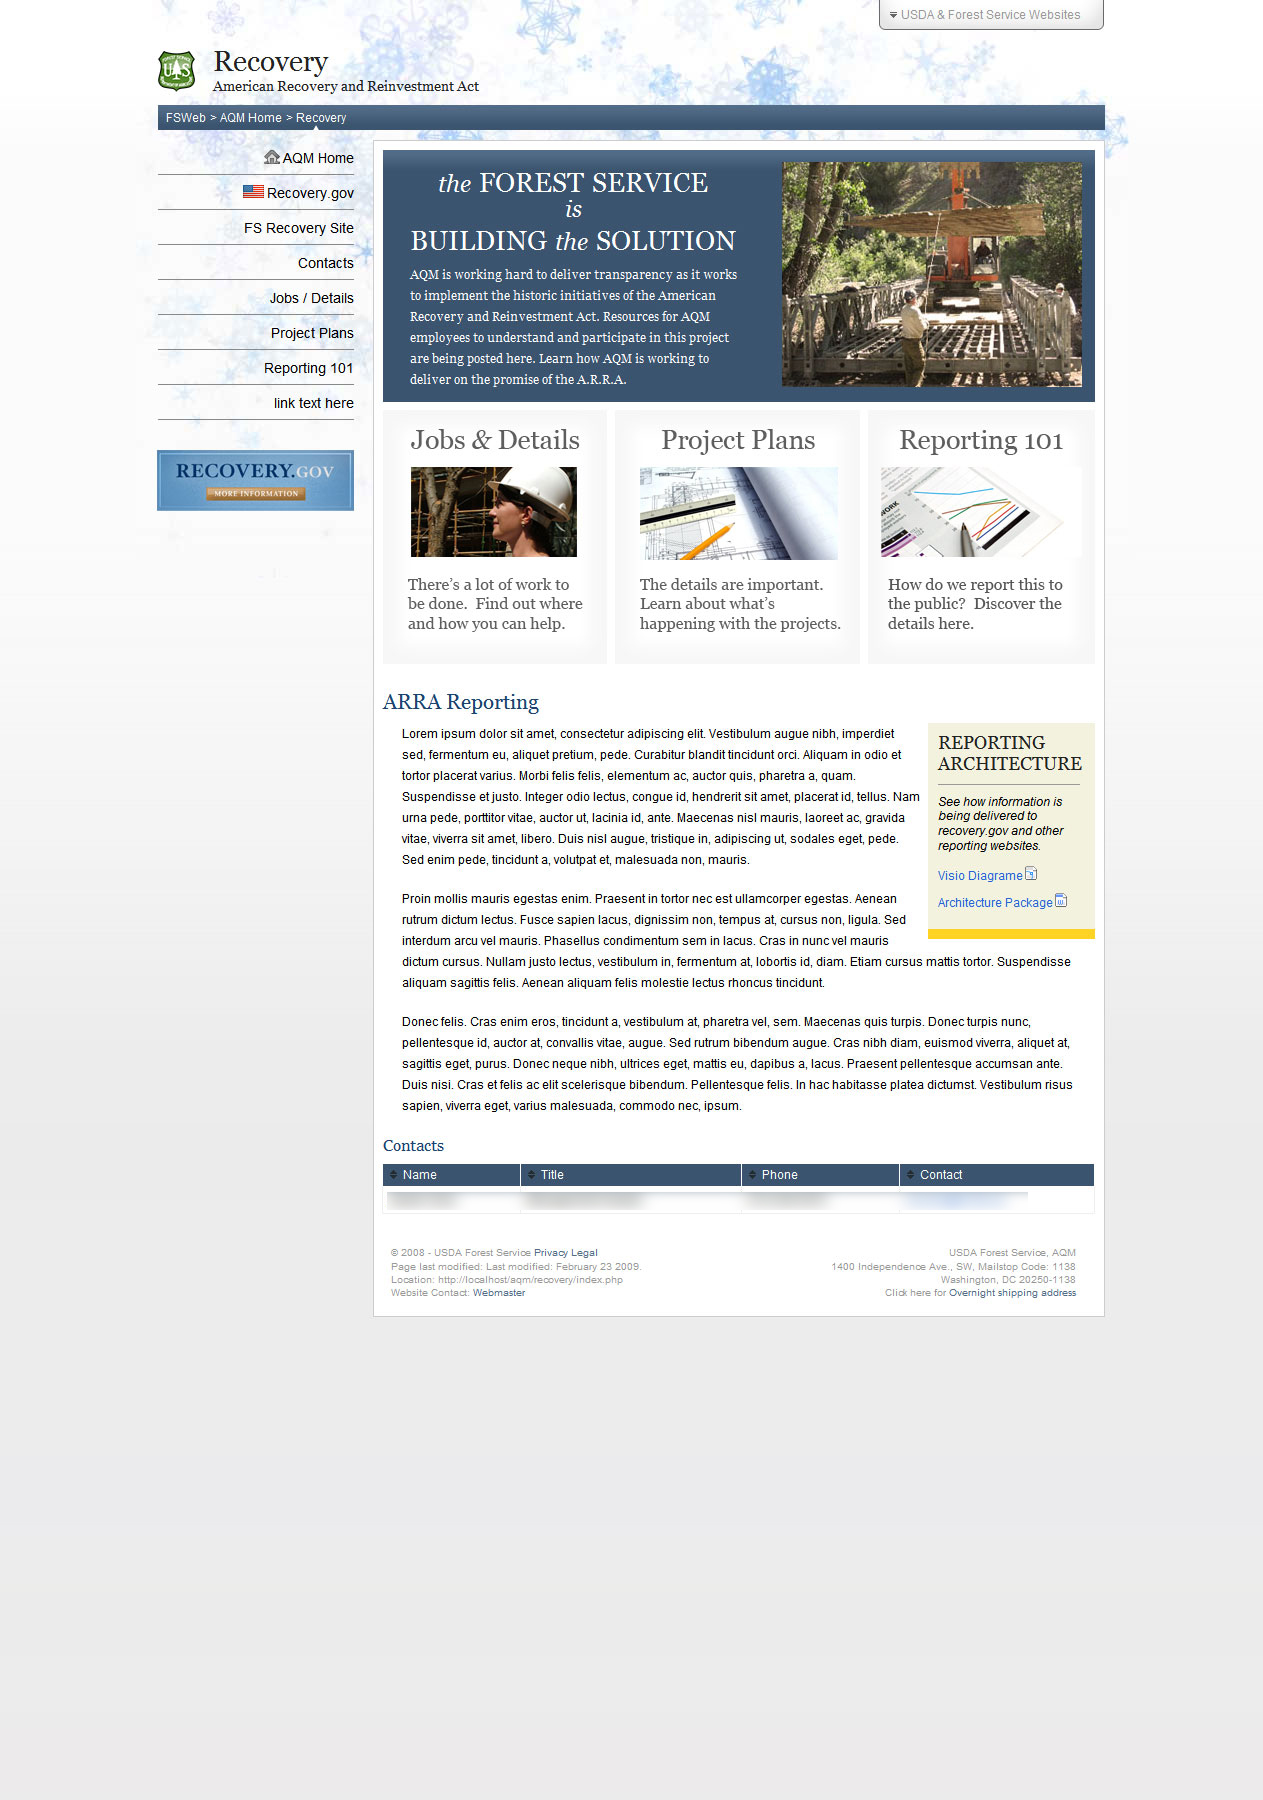 USDA & Forest Service Websites
Recovery
American Recovery and Reinvestment Act
FSWeb > AQM Home > Recovery
AQM Home
Recovery.gov
FS Recovery Site
Contacts
Jobs / Details
Project Plans
Reporting 101
link text here
RECOVERY.GOV
MORE INFORMATION
the FOREST SERVICE
is
BUILDING the SOLUTION
AQM is working hard to deliver transparency as it works
to implement the historic initiatives of the American
Recovery and Reinvestment Act. Resources for AQM
employees to understand and participate in this project
are being posted here. Learn how AQM is working to
deliver on the promise of the A.R.R.A.
Jobs & Details
There's a lot of work to
be done.  Find out where
and how you can help.
Project Plans
The details are important.
Learn about what's
happening with the projects.
Reporting 101
How do we report this to
the public?  Discover the
details here.
ARRA Reporting
Lorem ipsum dolor sit amet, consectetur adipiscing elit. Vestibulum augue nibh, imperdiet
sed, fermentum eu, aliquet pretium, pede. Curabitur blandit tincidunt orci. Aliquam in odio et
tortor placerat varius. Morbi felis felis, elementum ac, auctor quis, pharetra a, quam.
Suspendisse et justo. Integer odio lectus, congue id, hendrerit sit amet, placerat id, tellus. Nam
urna pede, porttitor vitae, auctor ut, lacinia id, ante. Maecenas nisl mauris, laoreet ac, gravida
vitae, viverra sit amet, libero. Duis nisl augue, tristique in, adipiscing ut, sodales eget, pede.
Sed enim pede, tincidunt a, volutpat et, malesuada non, mauris.
Proin mollis mauris egestas enim. Praesent in tortor nec est ullamcorper egestas. Aenean
rutrum dictum lectus. Fusce sapien lacus, dignissim non, tempus at, cursus non, ligula. Sed
interdum arcu vel mauris. Phasellus condimentum sem in lacus. Cras in nunc vel mauris
dictum cursus. Nullam justo lectus, vestibulum in, fermentum at, lobortis id, diam. Etiam cursus mattis tortor. Suspendisse
aliquam sagittis felis. Aenean aliquam felis molestie lectus rhoncus tincidunt.
Donec felis. Cras enim eros, tincidunt a, vestibulum at, pharetra vel, sem. Maecenas quis turpis. Donec turpis nunc,
pellentesque id, auctor at, convallis vitae, augue. Sed rutrum bibendum augue. Cras nibh diam, euismod viverra, aliquet at,
sagittis eget, purus. Donec neque nibh, ultrices eget, mattis eu, dapibus a, lacus. Praesent pellentesque accumsan ante.
Duis nisi. Cras et felis ac elit scelerisque bibendum. Pellentesque felis. In hac habitasse platea dictumst. Vestibulum risus
sapien, viverra eget, varius malesuada, commodo nec, ipsum.
REPORTING
ARCHITECTURE
See how information is
being delivered to
recovery.gov and other
reporting websites.
Visio Diagrame
Architecture Package
Contacts
Name Title Phone Contact
© 2008 - USDA Forest Service Privacy Legal
Page last modified: Last modified: February 23 2009.
Location: http://localhost/aqm/recovery/index.php
Website Contact: Webmaster
USDA Forest Service, AQM
1400 Independence Ave., SW, Mailstop Code: 1138
Washington, DC 20250-1138
Click here for Overnight shipping address